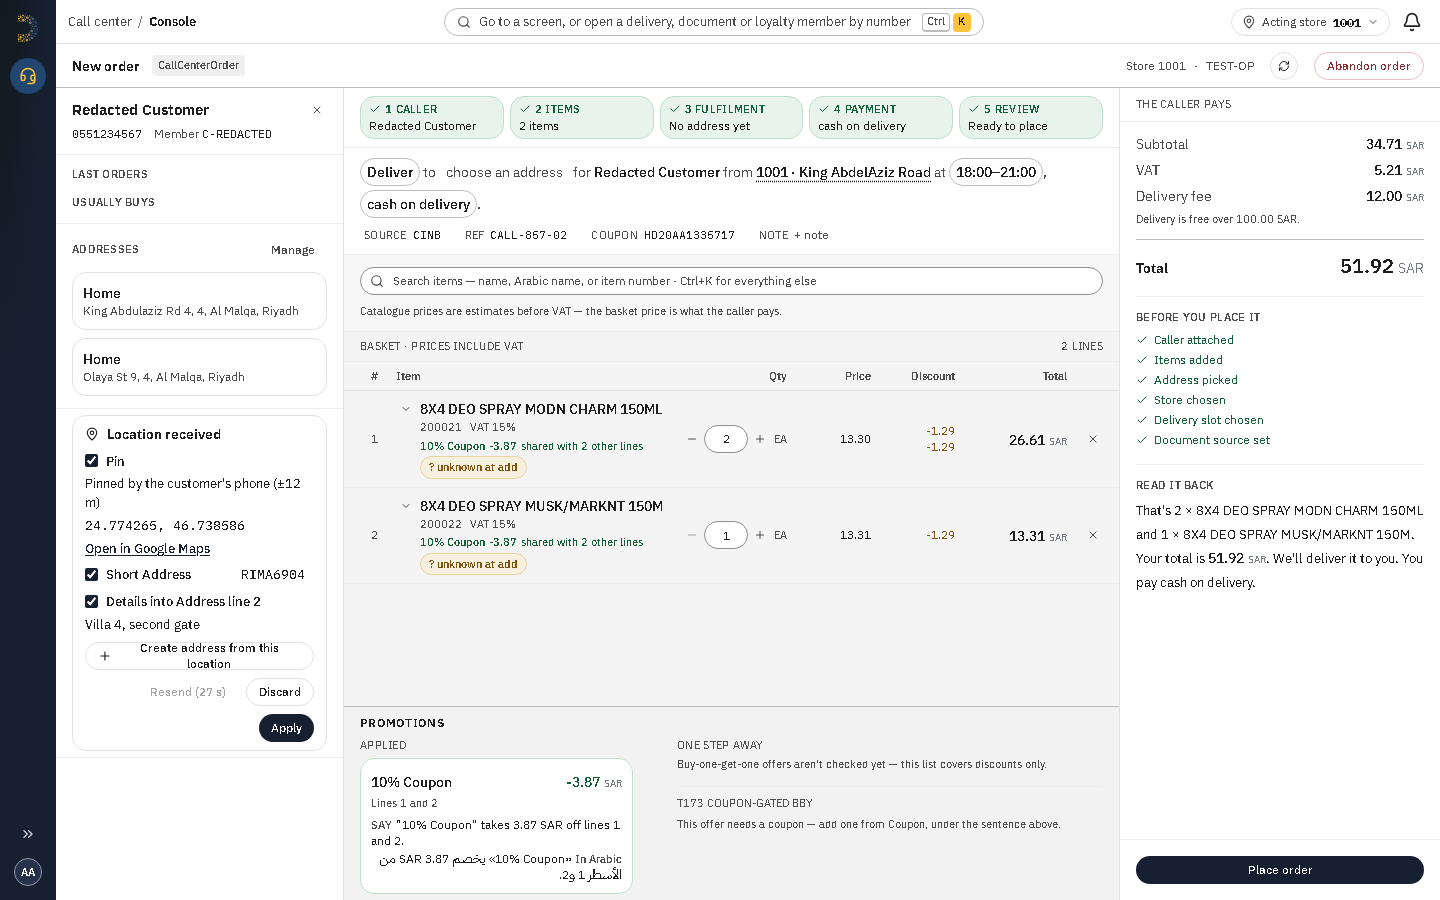 Call center / Console
Go to a screen, or open a delivery, document or loyalty member by number Ctrl K
Acting store 1001
New order CallCenterOrder
Store 1001 · TEST-OP
Abandon order
Redacted Customer ×
0551234567 Member C-REDACTED
LAST ORDERS
USUALLY BUYS
ADDRESSES Manage
Home
King Abdulaziz Rd 4, 4, Al Malqa, Riyadh
Home
Olaya St 9, 4, Al Malqa, Riyadh
Location received
Pin
Pinned by the customer's phone (±12
m)
24.774265, 46.738586
Open in Google Maps
Short Address RIMA6904
Details into Address line 2
Villa 4, second gate
+ Create address from this
location
Resend (27 s) Discard
Apply
AA
✓ 1 CALLER
Redacted Customer
✓ 2 ITEMS
2 items
✓ 3 FULFILMENT
No address yet
✓ 4 PAYMENT
cash on delivery
✓ 5 REVIEW
Ready to place
Deliver to choose an address for Redacted Customer from 1001 · King AbdelAziz Road at 18:00–21:00,
cash on delivery.
SOURCE CINB REF CALL-867-02 COUPON HD20AA1335717 NOTE + note
Search items — name, Arabic name, or item number · Ctrl+K for everything else
Catalogue prices are estimates before VAT — the basket price is what the caller pays.
BASKET · PRICES INCLUDE VAT 2 LINES
# Item Qty Price Discount Total
1 8X4 DEO SPRAY MODN CHARM 150ML
200021 VAT 15%
10% Coupon -3.87 shared with 2 other lines
? unknown at add
− 2 + EA 13.30 -1.29
-1.29
26.61 SAR ×
2 8X4 DEO SPRAY MUSK/MARKNT 150M
200022 VAT 15%
10% Coupon -3.87 shared with 2 other lines
? unknown at add
− 1 + EA 13.31 -1.29 13.31 SAR ×
PROMOTIONS
APPLIED
10% Coupon -3.87 SAR
Lines 1 and 2
SAY "10% Coupon" takes 3.87 SAR off lines 1
and 2.
In Arabic «10% Coupon» يخصم 3.87 SAR من
الأسطر 1 و2.
ONE STEP AWAY
Buy-one-get-one offers aren't checked yet — this list covers discounts only.
T173 COUPON-GATED BBY
This offer needs a coupon — add one from Coupon, under the sentence above.
THE CALLER PAYS
Subtotal 34.71 SAR
VAT 5.21 SAR
Delivery fee 12.00 SAR
Delivery is free over 100.00 SAR.
Total 51.92 SAR
BEFORE YOU PLACE IT
✓ Caller attached
✓ Items added
✓ Address picked
✓ Store chosen
✓ Delivery slot chosen
✓ Document source set
READ IT BACK
That's 2 × 8X4 DEO SPRAY MODN CHARM 150ML
and 1 × 8X4 DEO SPRAY MUSK/MARKNT 150M.
Your total is 51.92 SAR. We'll deliver it to you. You
pay cash on delivery.
Place order